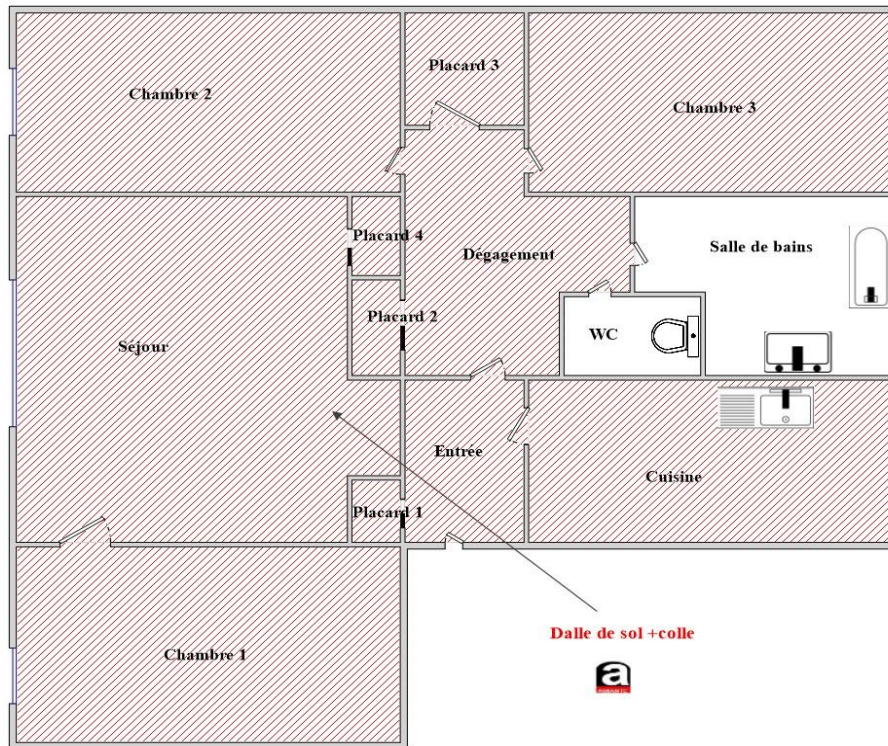 Placard 3
Chambre 2
Chambre 3
Placard 4
Salle de bains
Dégagement
Placard 2
WC
Séjour
Entrée
Cuisine
Placard 1
Dalle de sol +colle
Chambre 1
a